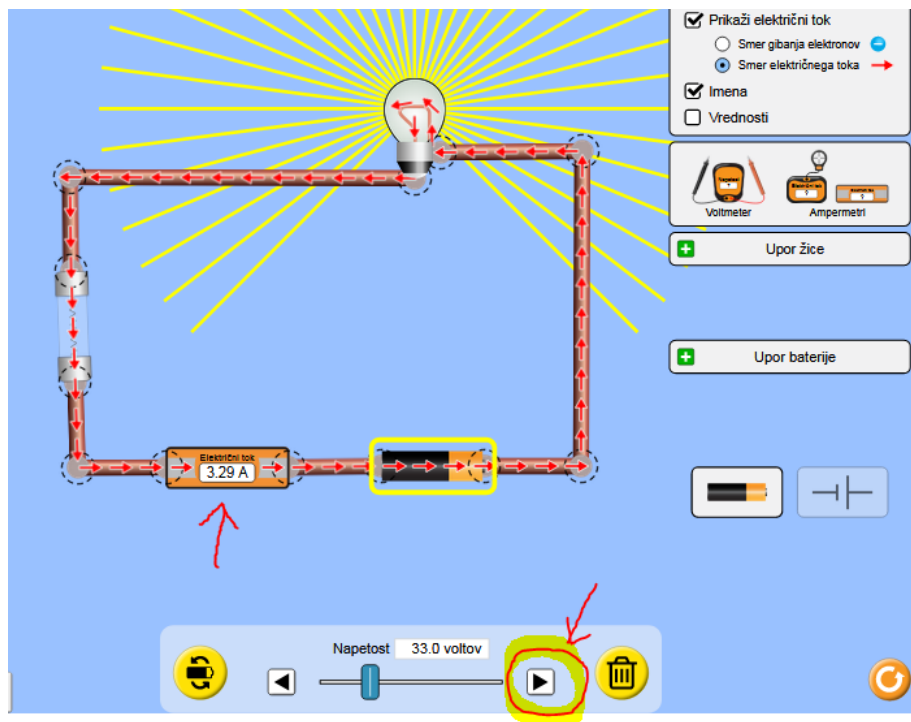 Prikaži električni tok
Smer gibanja elektronov
Smer električnega toka
Imena
Vrednosti
Voltmeter
Ampermetri
Upor žice
Upor baterije
Električni tok
3.29 A
Napetost 33.0 voltov